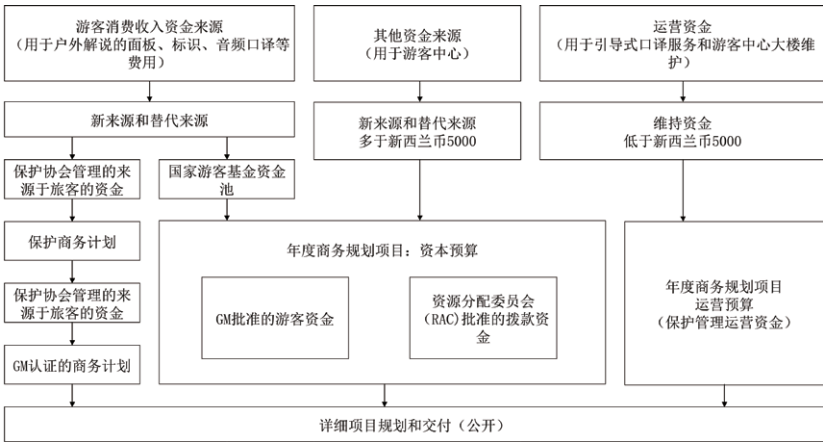 游客消费收入资金来源
（用于户外解说的面板、标识、音频口译等
费用）
其他资金来源
（用于游客中心）
运营资金
（用于引导式口译服务和游客中心大楼维
护）
新来源和替代来源
新来源和替代来源
多于新西兰币5000
维持资金
低于新西兰币5000
保护协会管理的来
源于旅客的资金
国家游客基金资金
池
保护商务计划
年度商务规划项目：资本预算
保护协会管理的来
源于旅客的资金
GM批准的游客资金
资源分配委员会
（RAC）批准的拨款资
金
年度商务规划项目
运营预算
（保护管理运营资金）
GM认证的商务计划
详细项目规划和交付（公开）